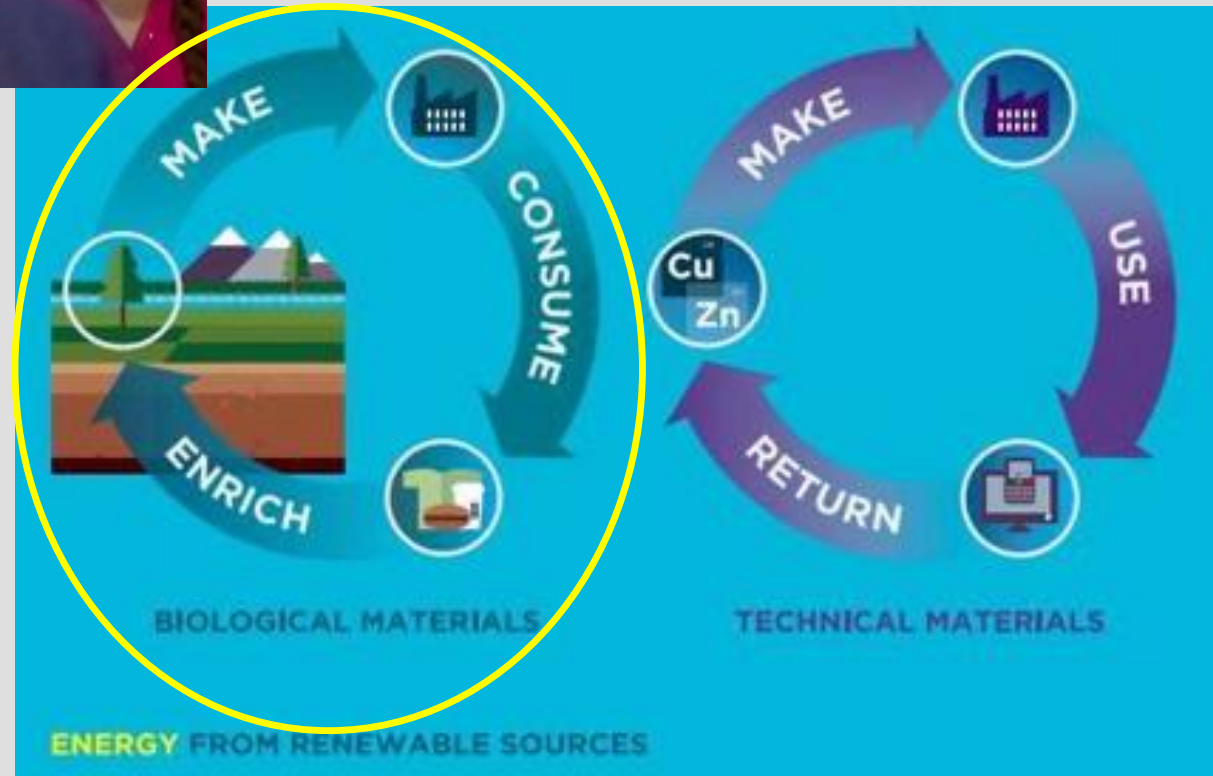 MAKE
CONSUME
ENRICH
BIOLOGICAL MATERIALS
MAKE
USE
RETURN
Cu
Zn
TECHNICAL MATERIALS
ENERGY FROM RENEWABLE SOURCES